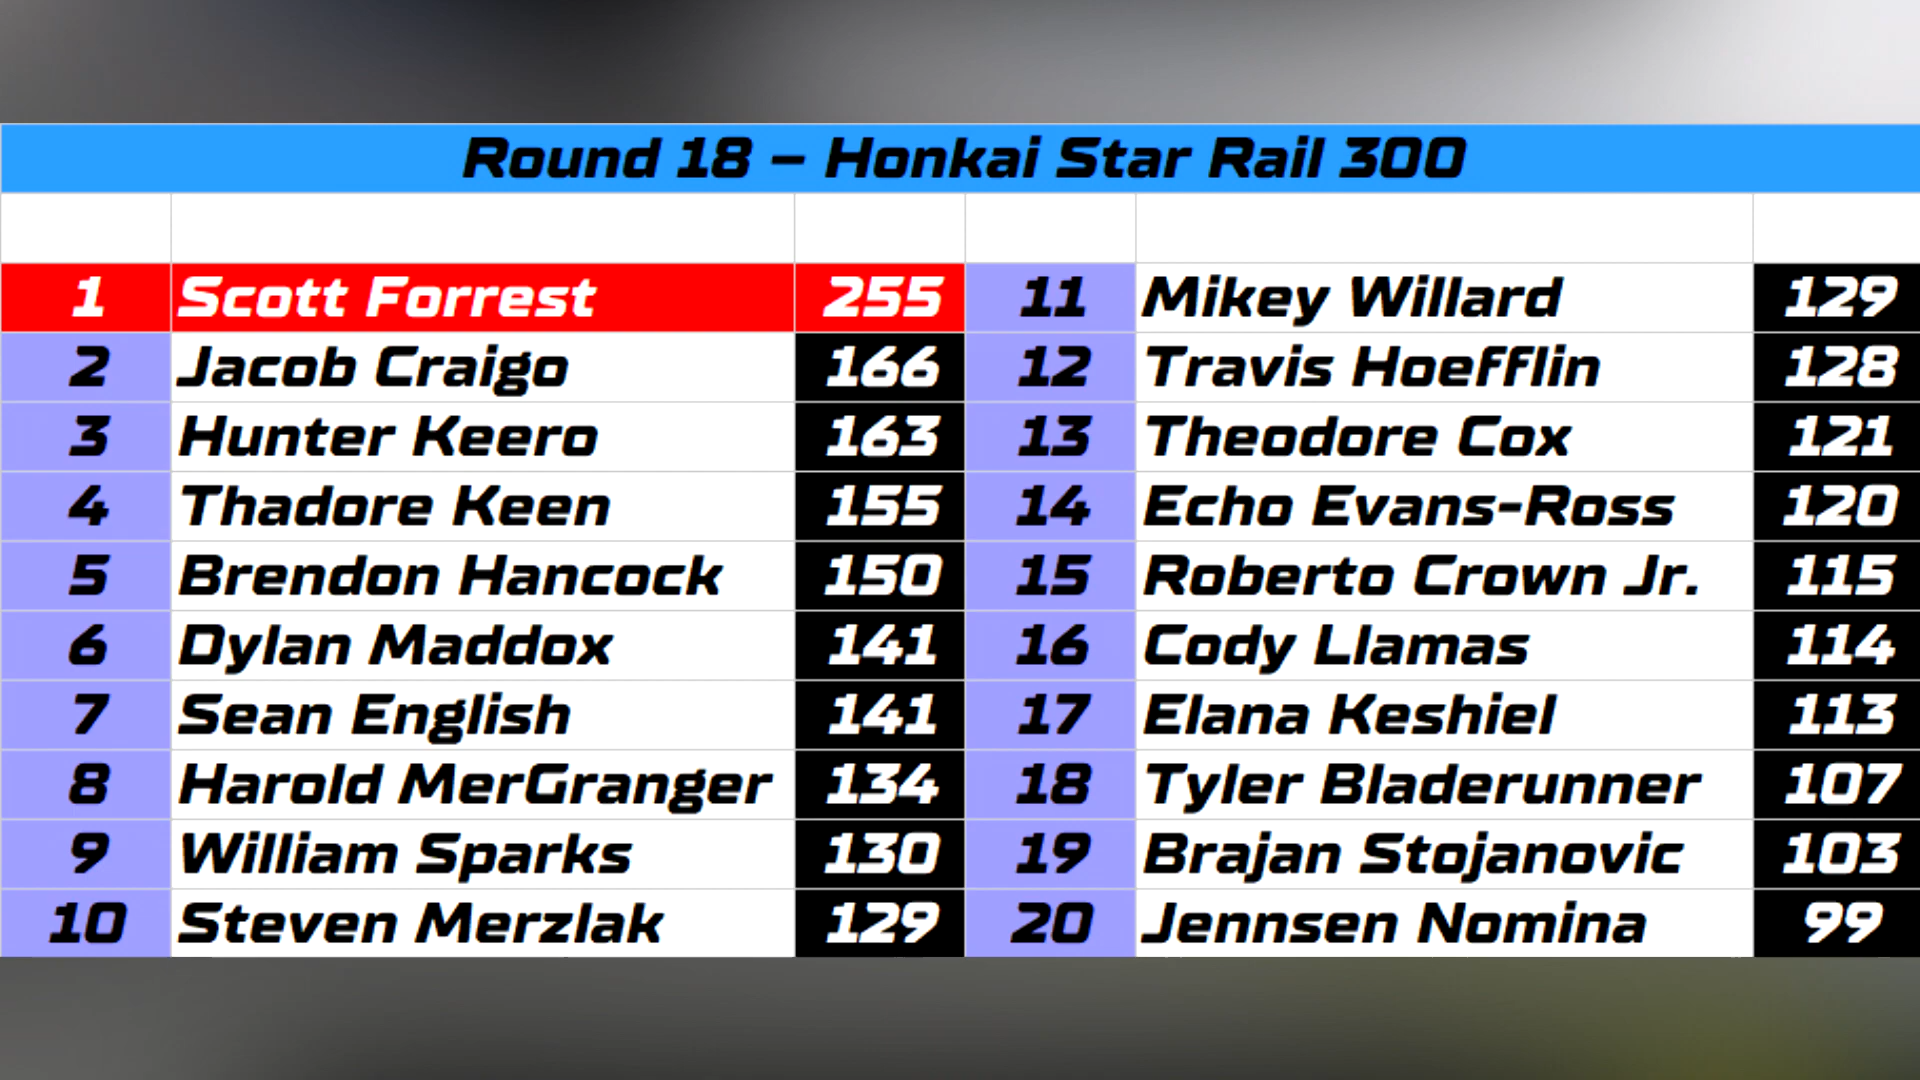 Round 18 – Honkai Star Rail 300
1 Scott Forrest 255
2 Jacob Craigo 166
3 Hunter Keero 163
4 Thadore Keen 155
5 Brendon Hancock 150
6 Dylan Maddox 141
7 Sean English 141
8 Harold MerGranger 134
9 William Sparks 130
10 Steven Merzlak 129
11 Mikey Willard 129
12 Travis Hoefflin 128
13 Theodore Cox 121
14 Echo Evans-Ross 120
15 Roberto Crown Jr. 115
16 Cody Llamas 114
17 Elana Keshiel 113
18 Tyler Bladerunner 107
19 Brajan Stojanovic 103
20 Jennsen Nomina 99